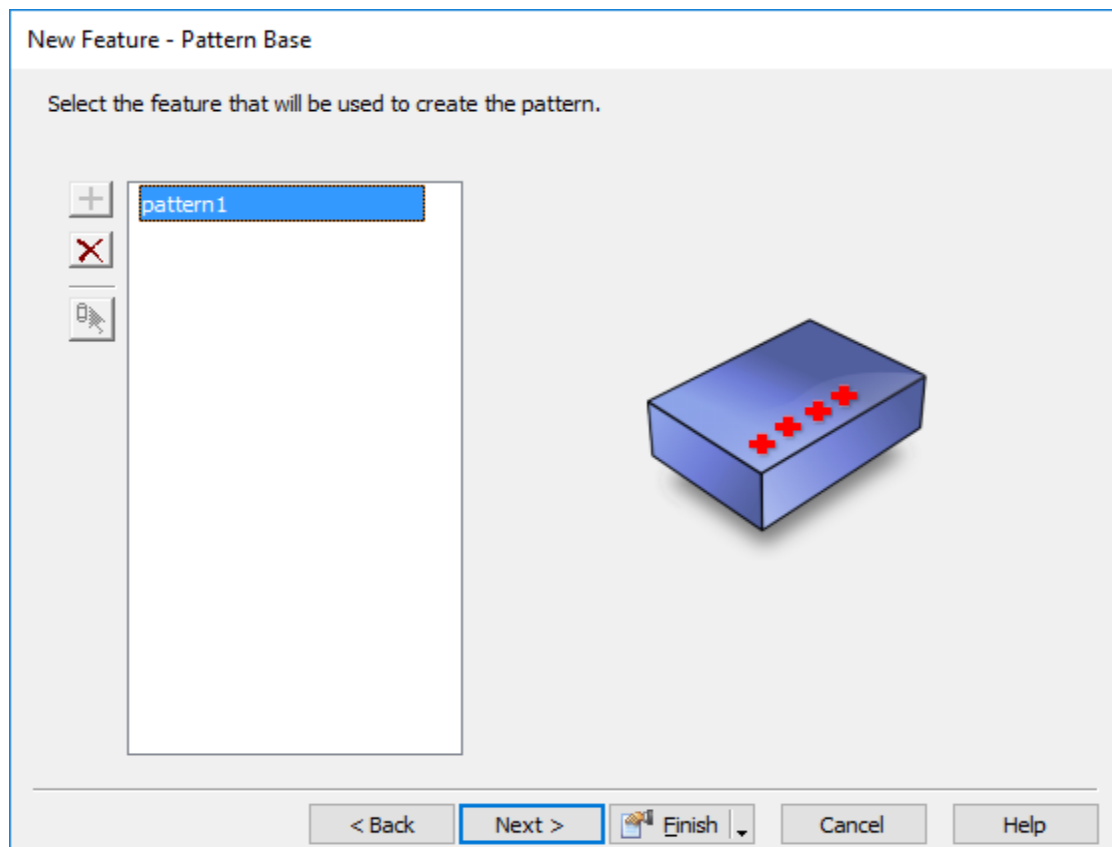 New Feature - Pattern Base
Select the feature that will be used to create the pattern.
pattern1
< Back Next > Finish Cancel Help